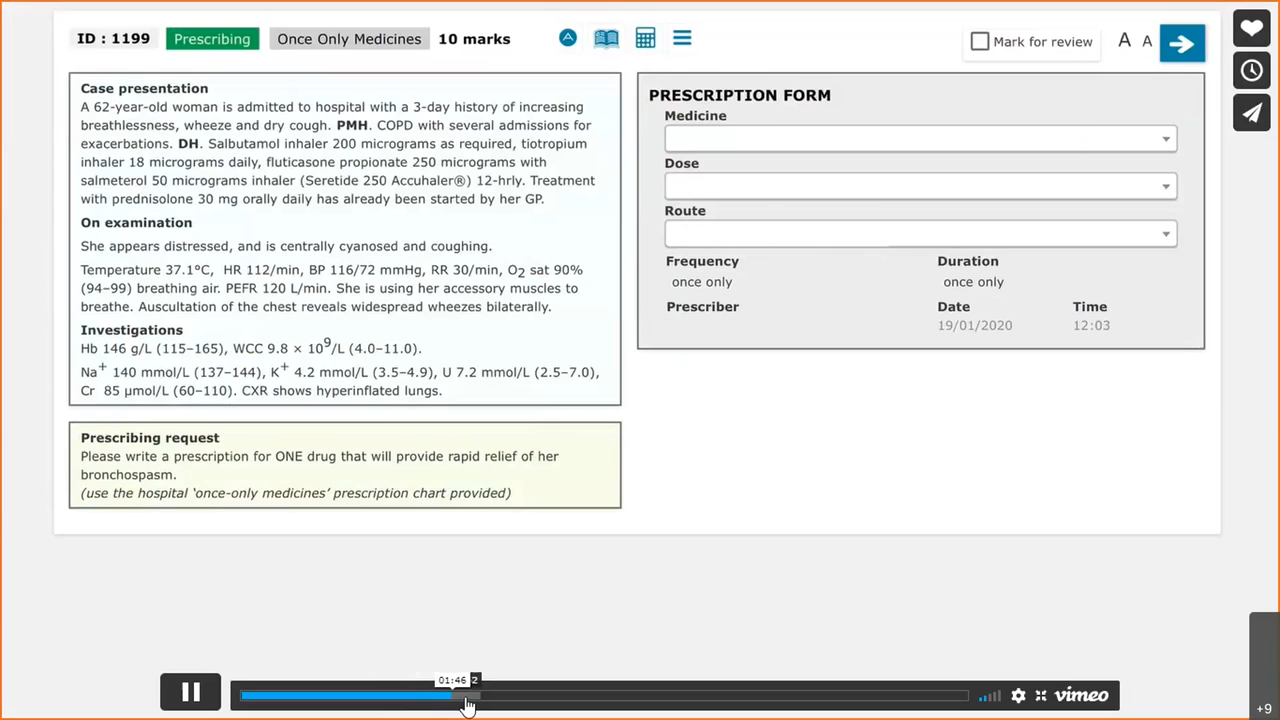 ID : 1199 Prescribing Once Only Medicines 10 marks
Mark for review A A
Case presentation
A 62-year-old woman is admitted to hospital with a 3-day history of increasing
breathlessness, wheeze and dry cough. PMH. COPD with several admissions for
exacerbations. DH. Salbutamol inhaler 200 micrograms as required, tiotropium
inhaler 18 micrograms daily, fluticasone propionate 250 micrograms with
salmeterol 50 micrograms inhaler (Seretide 250 Accuhaler®) 12-hrly. Treatment
with prednisolone 30 mg orally daily has already been started by her GP.
On examination
She appears distressed, and is centrally cyanosed and coughing.
Temperature 37.1°C, HR 112/min, BP 116/72 mmHg, RR 30/min, O2 sat 90%
(94–99) breathing air. PEFR 120 L/min. She is using her accessory muscles to
breathe. Auscultation of the chest reveals widespread wheezes bilaterally.
Investigations
Hb 146 g/L (115–165), WCC 9.8 × 10⁹/L (4.0–11.0).
Na⁺ 140 mmol/L (137–144), K⁺ 4.2 mmol/L (3.5–4.9), U 7.2 mmol/L (2.5–7.0),
Cr 85 µmol/L (60–110). CXR shows hyperinflated lungs.
Prescribing request
Please write a prescription for ONE drug that will provide rapid relief of her
bronchospasm.
(use the hospital ‘once-only medicines’ prescription chart provided)
PRESCRIPTION FORM
Medicine
Dose
Route
Frequency Duration
once only once only
Prescriber Date Time
19/01/2020 12:03
01:46 2
vimeo
+9